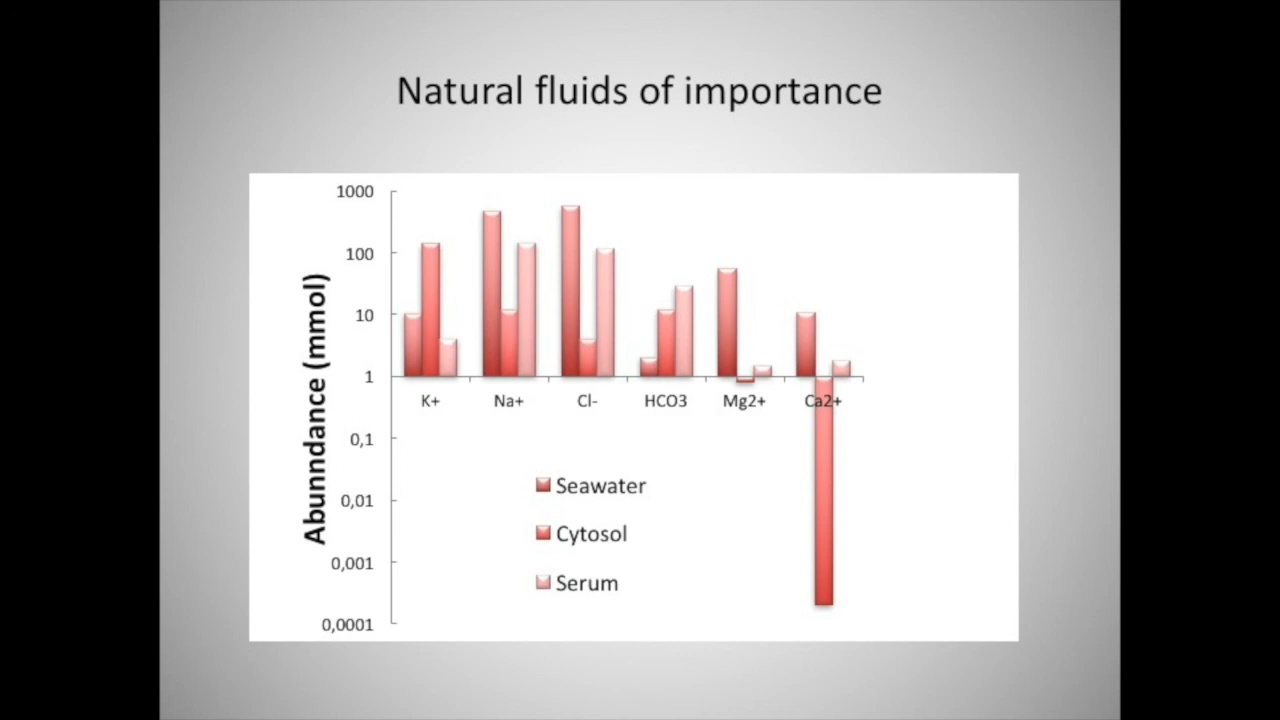 Natural fluids of importance
Abunndance (mmol)
1000
100
10
1
0,1
0,01
0,001
0,0001
K+ Na+ Cl- HCO3 Mg2+ Ca2+
Seawater
Cytosol
Serum